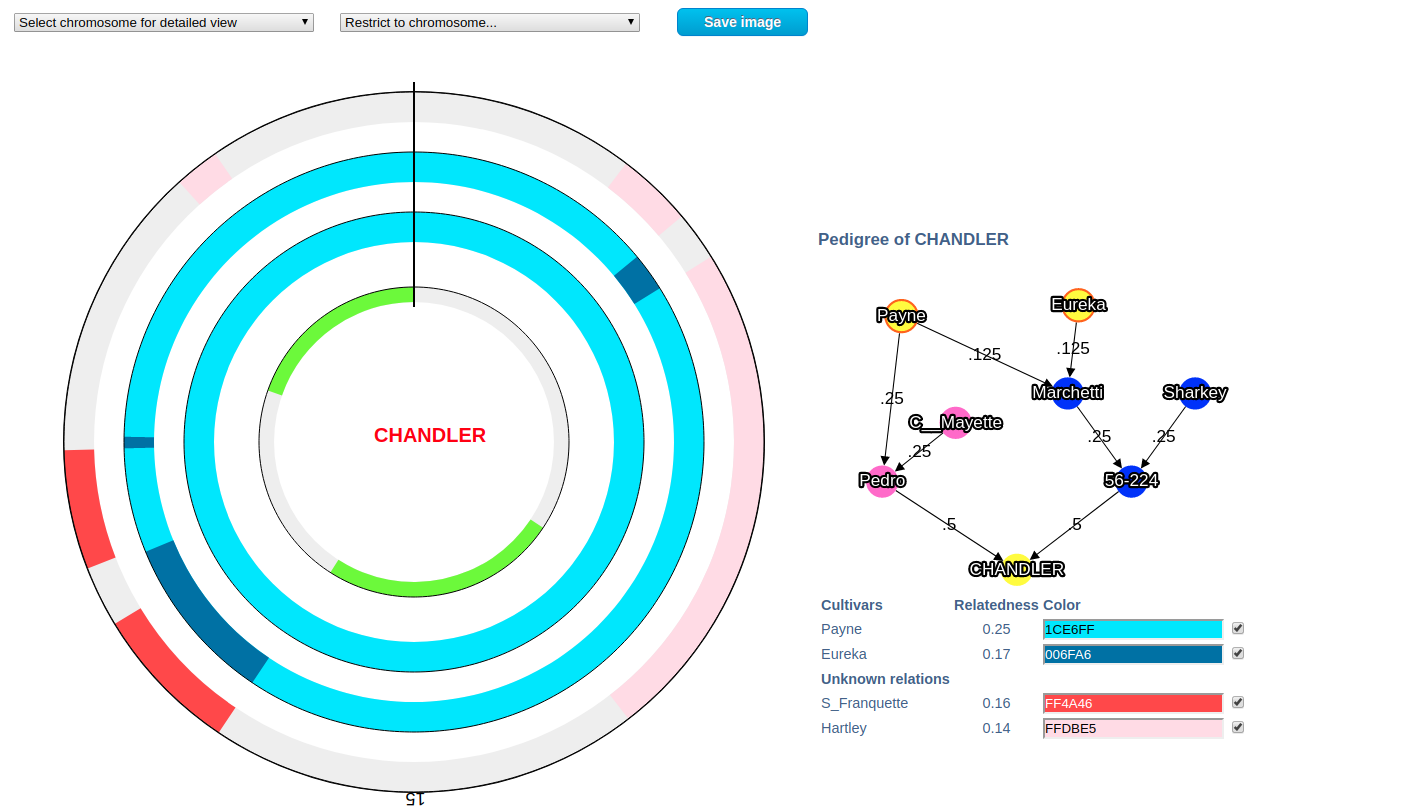 Select chromosome for detailed view
Restrict to chromosome...
Save image
CHANDLER
15
Pedigree of CHANDLER
Payne
Eureka
.125
.125
.25
Marchetti
Sharkey
C__Mayette
.25
.25
.25
Pedro
56-224
.5
.5
CHANDLER
Cultivars Relatedness Color
Payne 0.25 1CE6FF
Eureka 0.17 006FA6
Unknown relations
S_Franquette 0.16 FF4A46
Hartley 0.14 FFDBE5